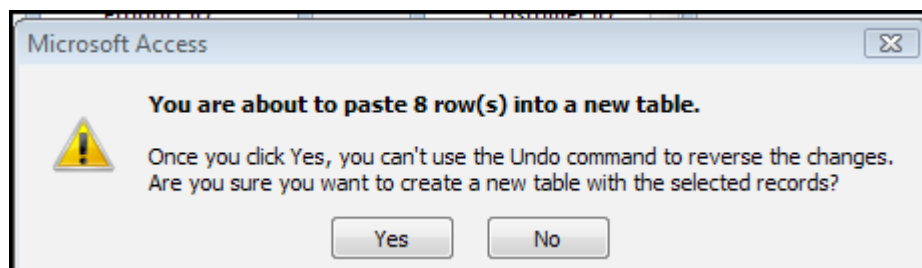 Microsoft Access
You are about to paste 8 row(s) into a new table.
Once you click Yes, you can't use the Undo command to reverse the changes.
Are you sure you want to create a new table with the selected records?
Yes
No